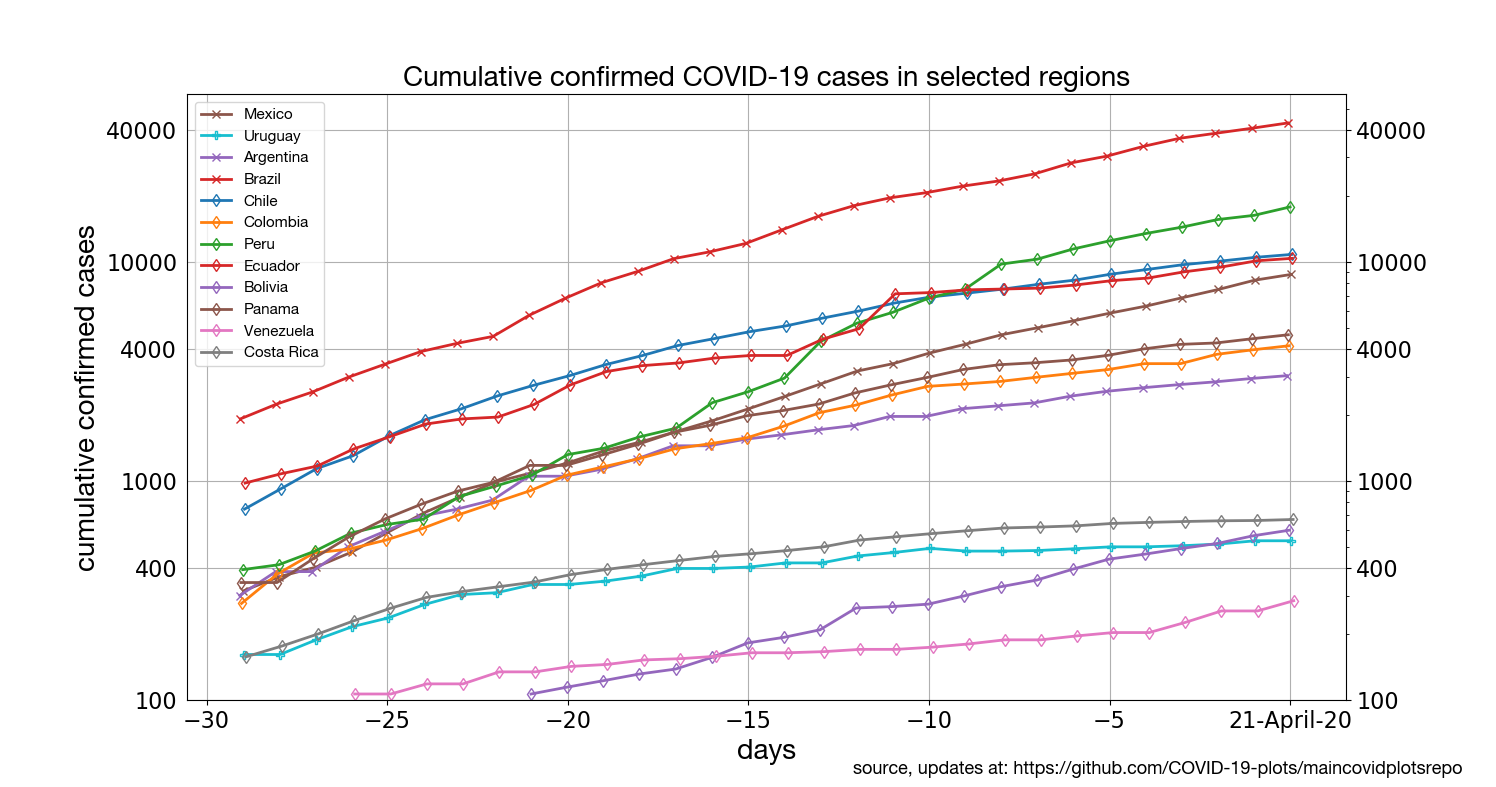 Cumulative confirmed COVID-19 cases in selected regions
Mexico
Uruguay
Argentina
Brazil
Chile
Colombia
Peru
Ecuador
Bolivia
Panama
Venezuela
Costa Rica
cumulative confirmed cases
40000
10000
4000
1000
400
100
40000
10000
4000
1000
400
100
−30
−25
−20
−15
−10
−5
21-April-20
days
source, updates at: https://github.com/COVID-19-plots/maincovidplotsrepo